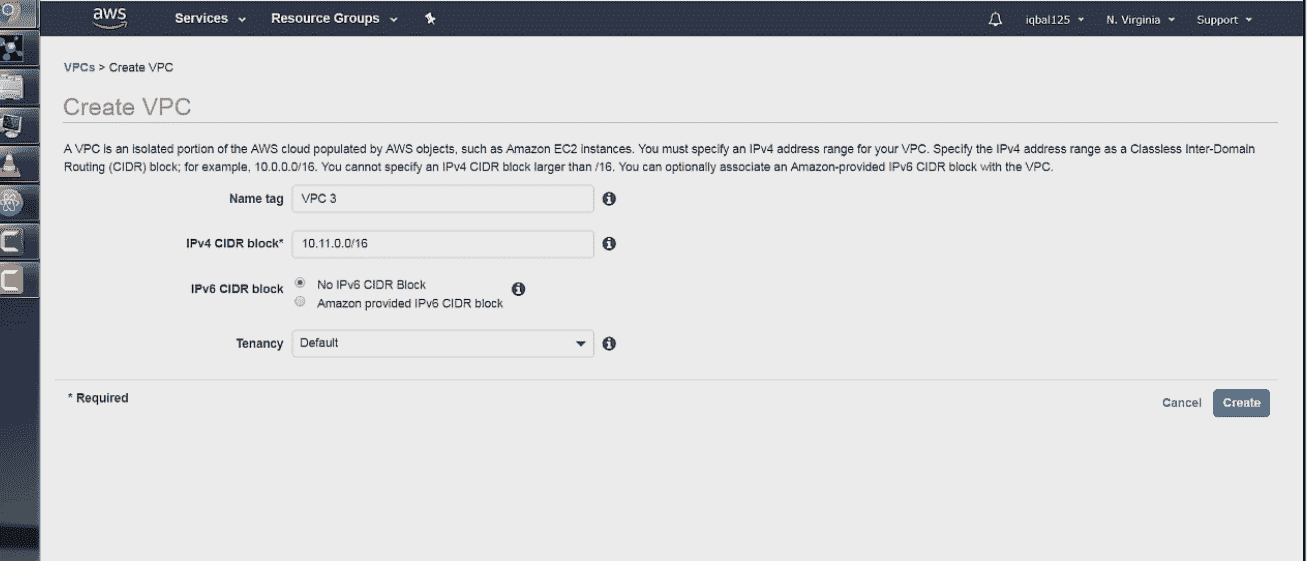 aws
Services
Resource Groups
iqbal125
N. Virginia
Support
VPCs > Create VPC
Create VPC
A VPC is an isolated portion of the AWS cloud populated by AWS objects, such as Amazon EC2 instances. You must specify an IPv4 address range for your VPC. Specify the IPv4 address range as a Classless Inter-Domain
Routing (CIDR) block; for example, 10.0.0.0/16. You cannot specify an IPv4 CIDR block larger than /16. You can optionally associate an Amazon-provided IPv6 CIDR block with the VPC.
Name tag VPC 3
IPv4 CIDR block* 10.11.0.0/16
IPv6 CIDR block No IPv6 CIDR Block
Amazon provided IPv6 CIDR block
Tenancy Default
* Required
Cancel Create